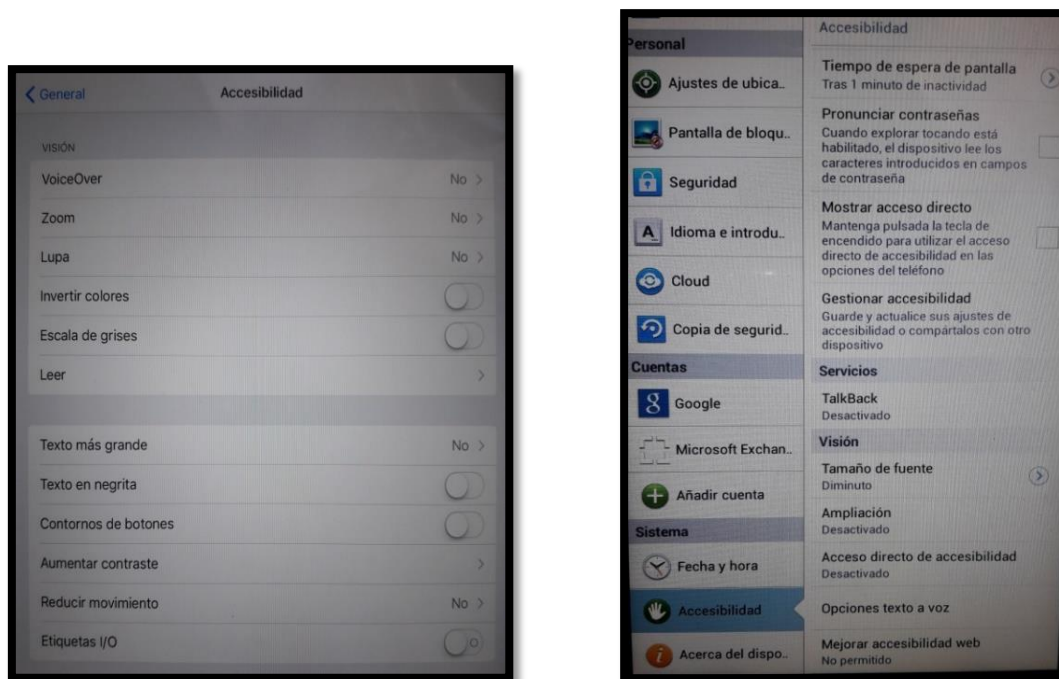 General
Accesibilidad
VISIÓN
VoiceOver No
Zoom No
Lupa No
Invertir colores
Escala de grises
Leer
Texto más grande No
Texto en negrita
Contornos de botones
Aumentar contraste
Reducir movimiento No
Etiquetas I/O
Personal
Ajustes de ubica..
Pantalla de bloqu..
Seguridad
Idioma e introdu..
Cloud
Copia de segurid..
Cuentas
Google
Microsoft Exchan..
Añadir cuenta
Sistema
Fecha y hora
Accesibilidad
Acerca del dispo..
Accesibilidad
Tiempo de espera de pantalla
Tras 1 minuto de inactividad
Pronunciar contraseñas
Cuando explorar tocando está
habilitado, el dispositivo lee los
caracteres introducidos en campos
de contraseña
Mostrar acceso directo
Mantenga pulsada la tecla de
encendido para utilizar el acceso
directo de accesibilidad en las
opciones del teléfono
Gestionar accesibilidad
Guarde y actualice sus ajustes de
accesibilidad o compártalos con otro
dispositivo
Servicios
TalkBack
Desactivado
Visión
Tamaño de fuente
Diminuto
Ampliación
Desactivado
Acceso directo de accesibilidad
Desactivado
Opciones texto a voz
Mejorar accesibilidad web
No permitido